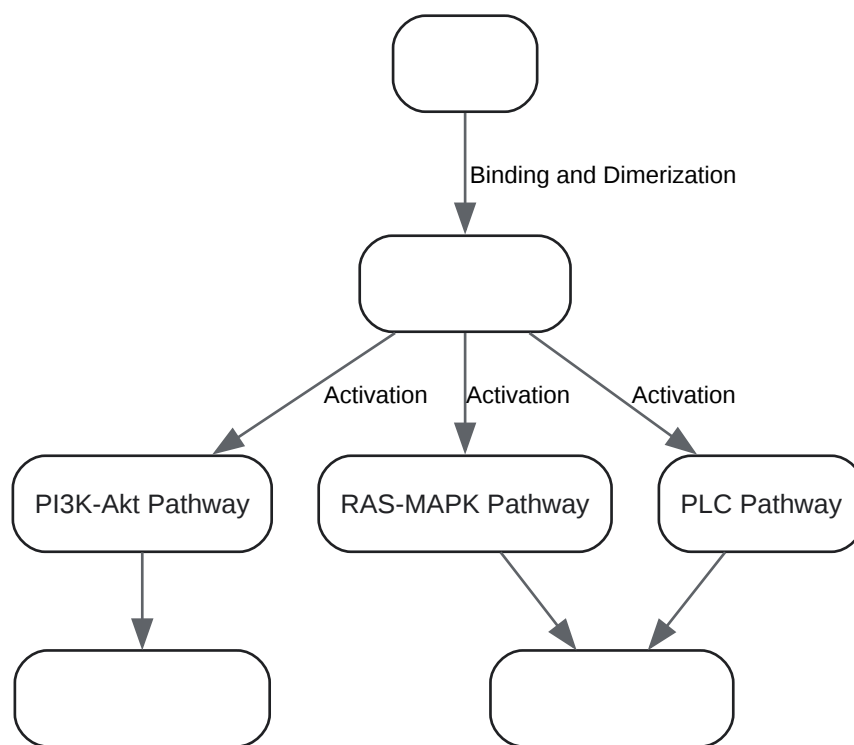 Binding and Dimerization
Activation
Activation
Activation
PI3K-Akt Pathway
RAS-MAPK Pathway
PLC Pathway